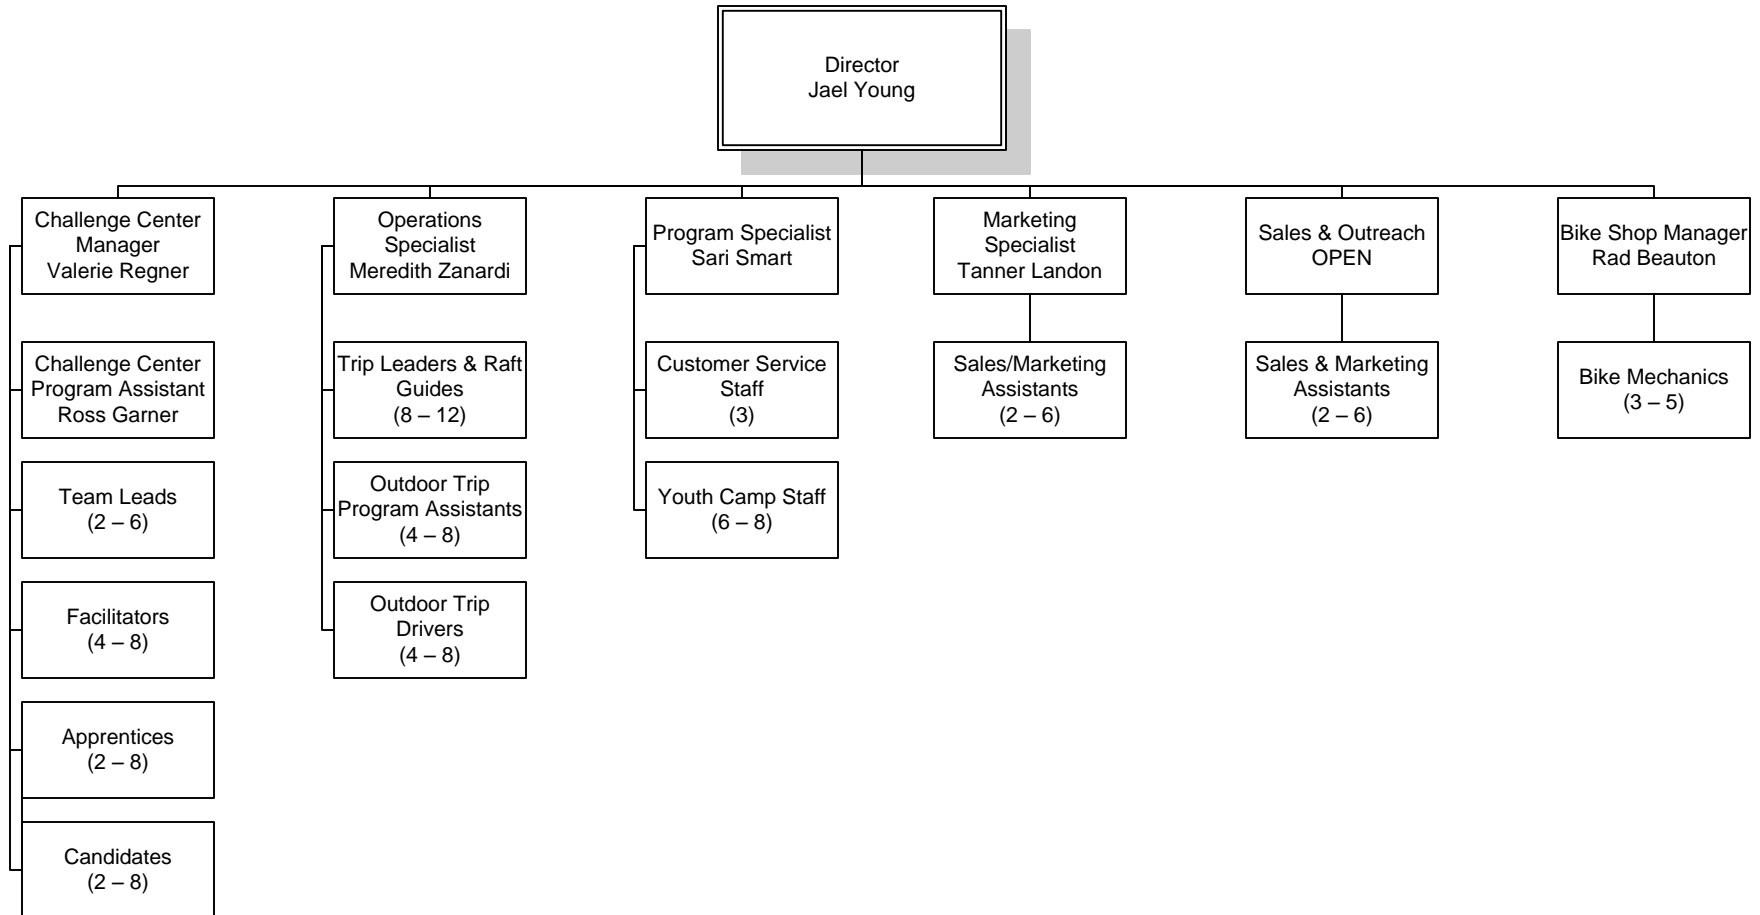 Director
Jael Young
Challenge Center
Manager
Valerie Regner
Operations
Specialist
Meredith Zanardi
Program Specialist
Sari Smart
Marketing
Specialist
Tanner Landon
Sales & Outreach
OPEN
Bike Shop Manager
Rad Beauton
Challenge Center
Program Assistant
Ross Garner
Trip Leaders & Raft
Guides
(8 – 12)
Customer Service
Staff
(3)
Sales/Marketing
Assistants
(2 – 6)
Sales & Marketing
Assistants
(2 – 6)
Bike Mechanics
(3 – 5)
Team Leads
(2 – 6)
Outdoor Trip
Program Assistants
(4 – 8)
Youth Camp Staff
(6 – 8)
Facilitators
(4 – 8)
Outdoor Trip
Drivers
(4 – 8)
Apprentices
(2 – 8)
Candidates
(2 – 8)